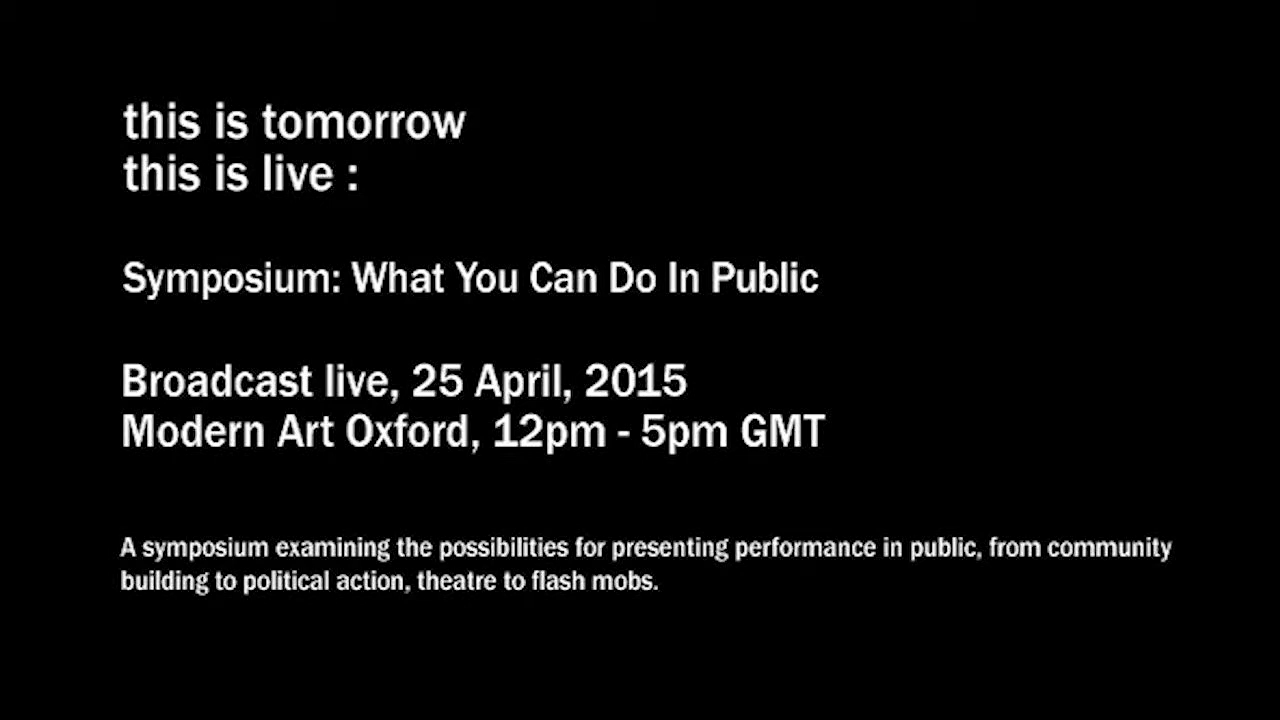 this is tomorrow
this is live :
Symposium: What You Can Do In Public
Broadcast live, 25 April, 2015
Modern Art Oxford, 12pm - 5pm GMT
A symposium examining the possibilities for presenting performance in public, from community
building to political action, theatre to flash mobs.